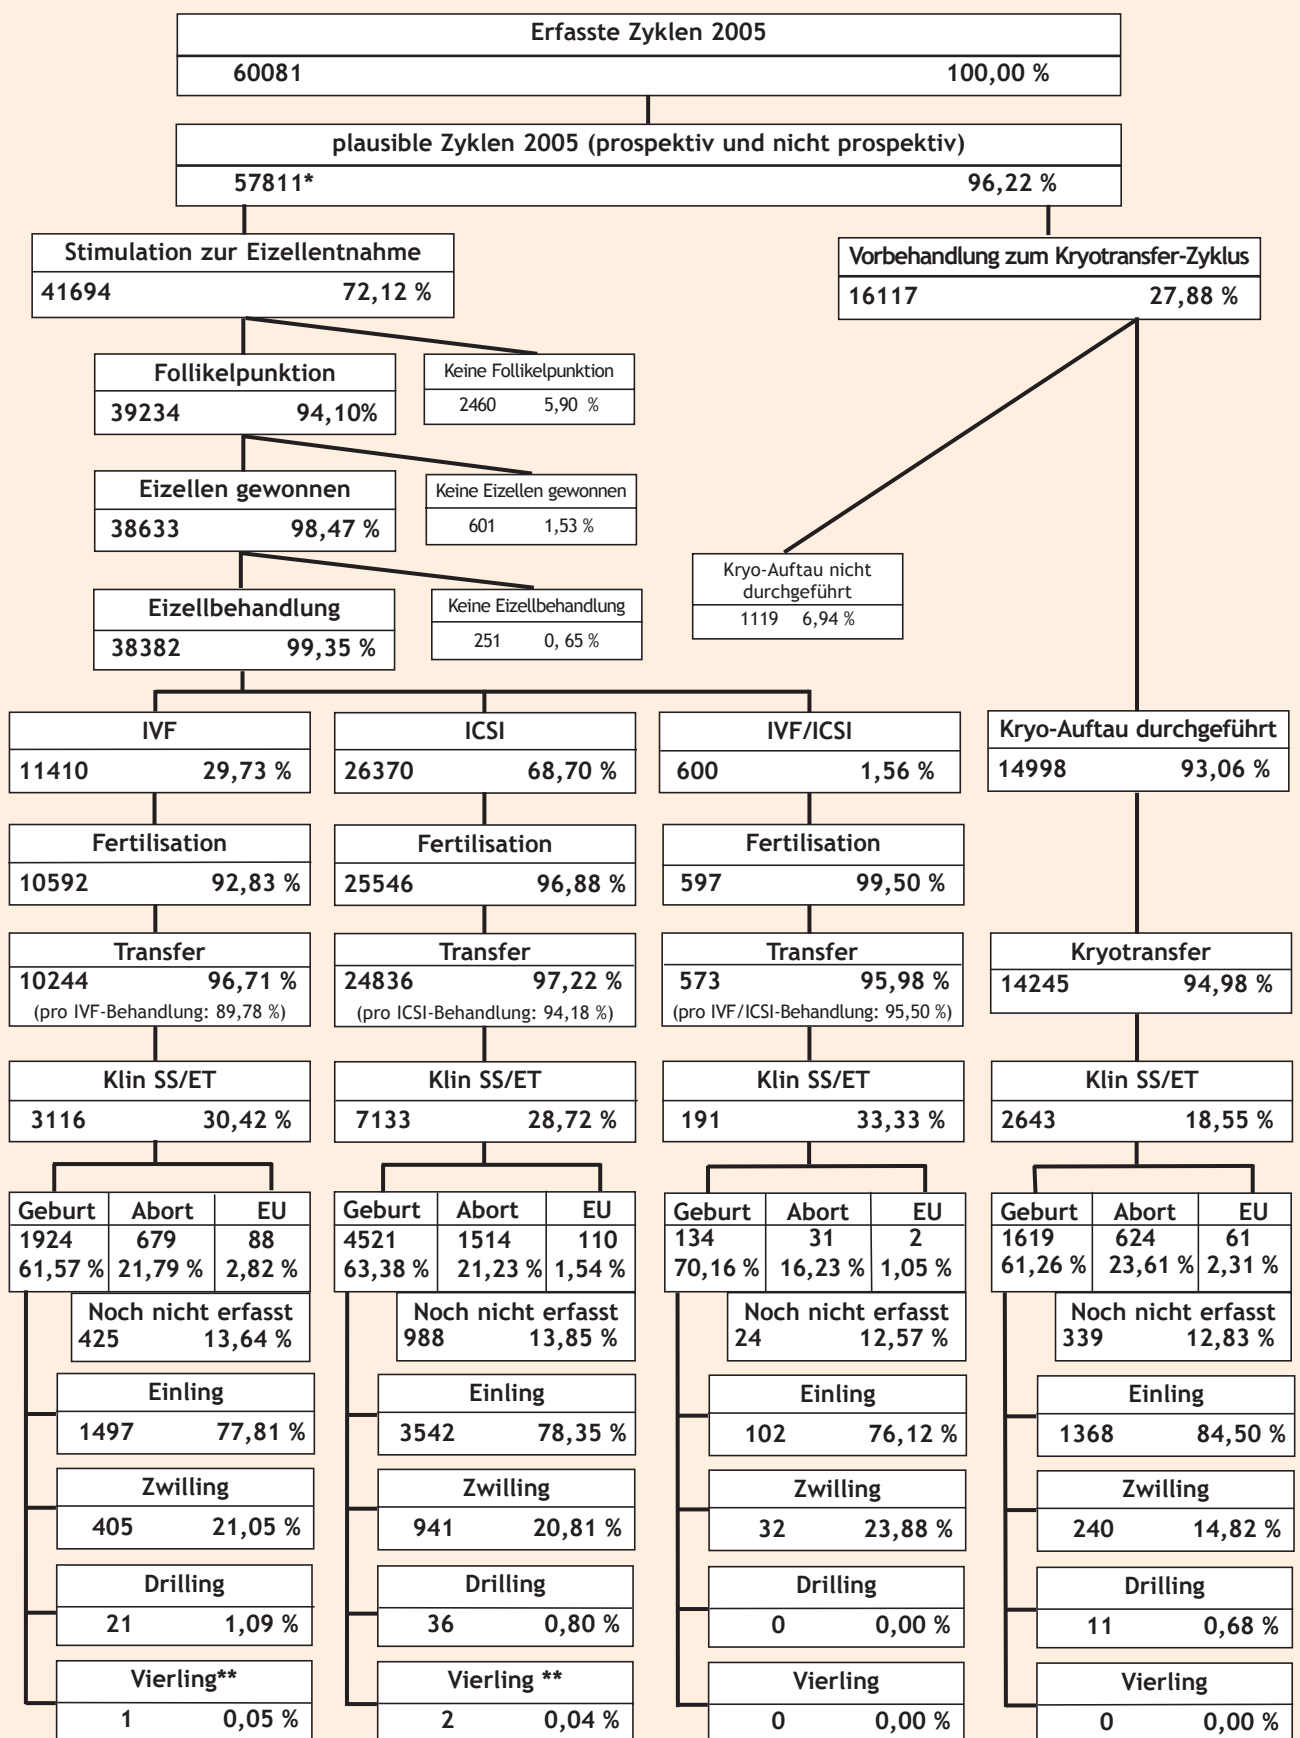 Erfasste Zyklen 2005
60081 100,00 %
plausible Zyklen 2005 (prospektiv und nicht prospektiv)
57811* 96,22 %
Stimulation zur Eizellentnahme
41694 72,12 %
Vorbehandlung zum Kryotransfer-Zyklus
16117 27,88 %
Follikelpunktion
39234 94,10%
Keine Follikelpunktion
2460 5,90 %
Eizellen gewonnen
38633 98,47 %
Keine Eizellen gewonnen
601 1,53 %
Kryo-Auftau nicht
durchgeführt
1119 6,94 %
Eizellbehandlung
38382 99,35 %
Keine Eizellbehandlung
251 0, 65 %
IVF
11410 29,73 %
ICSI
26370 68,70 %
IVF/ICSI
600 1,56 %
Kryo-Auftau durchgeführt
14998 93,06 %
Fertilisation
10592 92,83 %
Fertilisation
25546 96,88 %
Fertilisation
597 99,50 %
Transfer
10244 96,71 %
(pro IVF-Behandlung: 89,78 %)
Transfer
24836 97,22 %
(pro ICSI-Behandlung: 94,18 %)
Transfer
573 95,98 %
(pro IVF/ICSI-Behandlung: 95,50 %)
Kryotransfer
14245 94,98 %
Klin SS/ET
3116 30,42 %
Klin SS/ET
7133 28,72 %
Klin SS/ET
191 33,33 %
Klin SS/ET
2643 18,55 %
Geburt Abort EU
1924 679 88
61,57 % 21,79 % 2,82 %
Noch nicht erfasst
425 13,64 %
Geburt Abort EU
4521 1514 110
63,38 % 21,23 % 1,54 %
Noch nicht erfasst
988 13,85 %
Geburt Abort EU
134 31 2
70,16 % 16,23 % 1,05 %
Noch nicht erfasst
24 12,57 %
Geburt Abort EU
1619 624 61
61,26 % 23,61 % 2,31 %
Noch nicht erfasst
339 12,83 %
Einling
1497 77,81 %
Einling
3542 78,35 %
Einling
102 76,12 %
Einling
1368 84,50 %
Zwilling
405 21,05 %
Zwilling
941 20,81 %
Zwilling
32 23,88 %
Zwilling
240 14,82 %
Drilling
21 1,09 %
Drilling
36 0,80 %
Drilling
0 0,00 %
Drilling
11 0,68 %
Vierling**
1 0,05 %
Vierling **
2 0,04 %
Vierling
0 0,00 %
Vierling
0 0,00 %